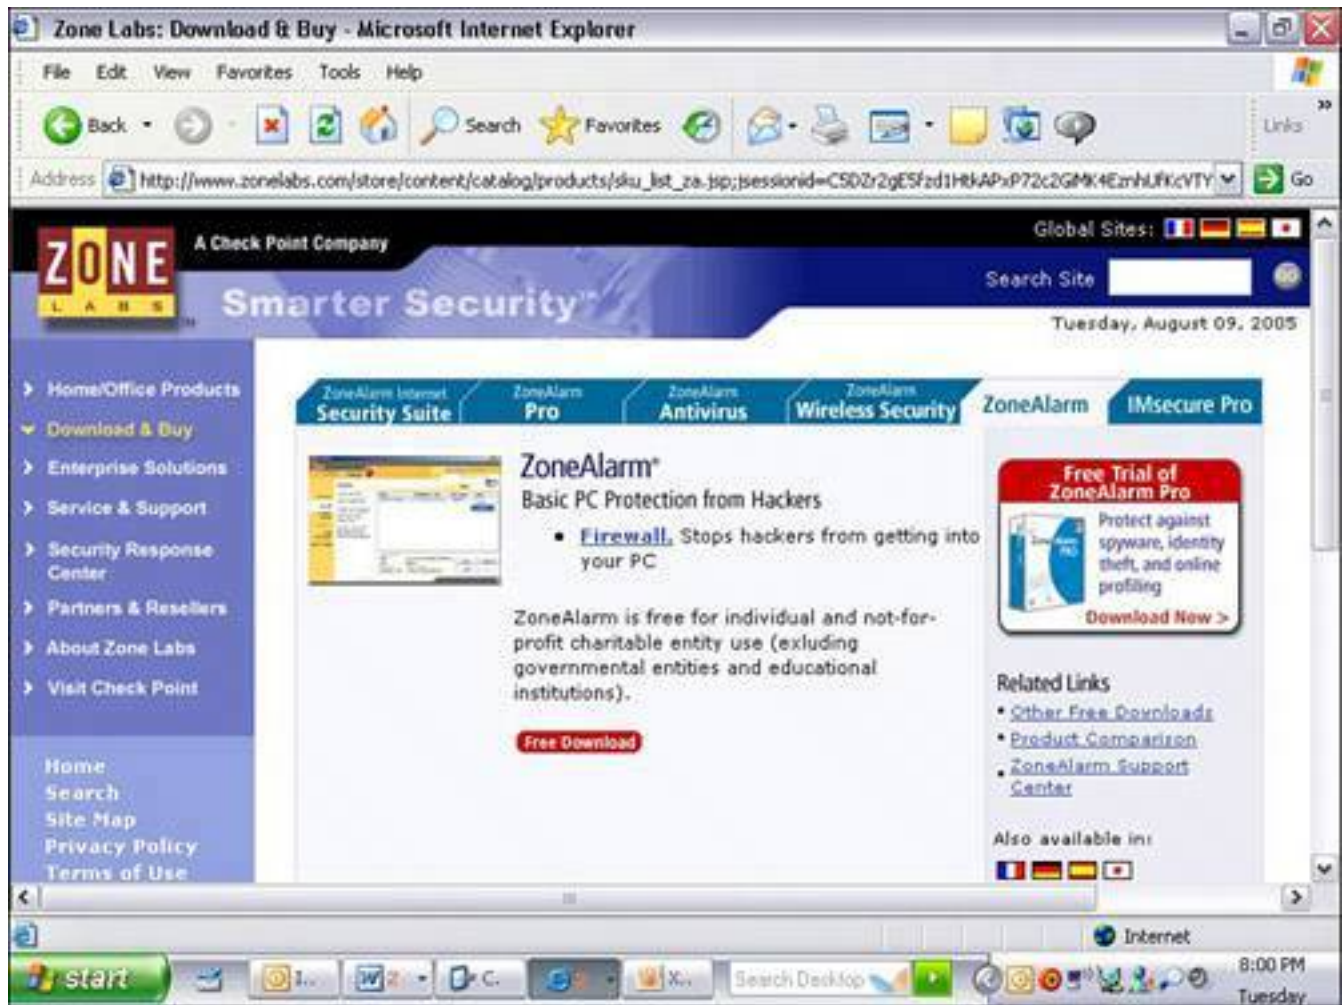 Zone Labs: Download & Buy - Microsoft Internet Explorer
File Edit View Favorites Tools Help
Back Search Favorites Links
Address http://www.zonelabs.com/store/content/catalog/products/sku_list_za.jsp;jsessionid= Go
ZONE LABS
A Check Point Company
Smarter Security
Global Sites:
Search Site GO
Tuesday, August 09, 2005
Home/Office Products
Download & Buy
Enterprise Solutions
Service & Support
Security Response
Center
Partners & Resellers
About Zone Labs
Visit Check Point
Home
Search
Site Map
Privacy Policy
Terms of Use
ZoneAlarm Internet
Security Suite
ZoneAlarm
Pro
ZoneAlarm
Antivirus
ZoneAlarm
Wireless Security
ZoneAlarm
IMsecure Pro
ZoneAlarm®
Basic PC Protection from Hackers
• Firewall. Stops hackers from getting into
your PC
ZoneAlarm is free for individual and not-for-
profit charitable entity use (exluding
governmental entities and educational
institutions).
Free Download
Free Trial of
ZoneAlarm Pro
Protect against
spyware, identity
theft, and online
profiling
Download Now >
Related Links
• Other Free Downloads
• Product Comparison
• ZoneAlarm Support
Center
Also available in:
Internet
start I... C. X... Search Desktop
8:00 PM
Tuesday